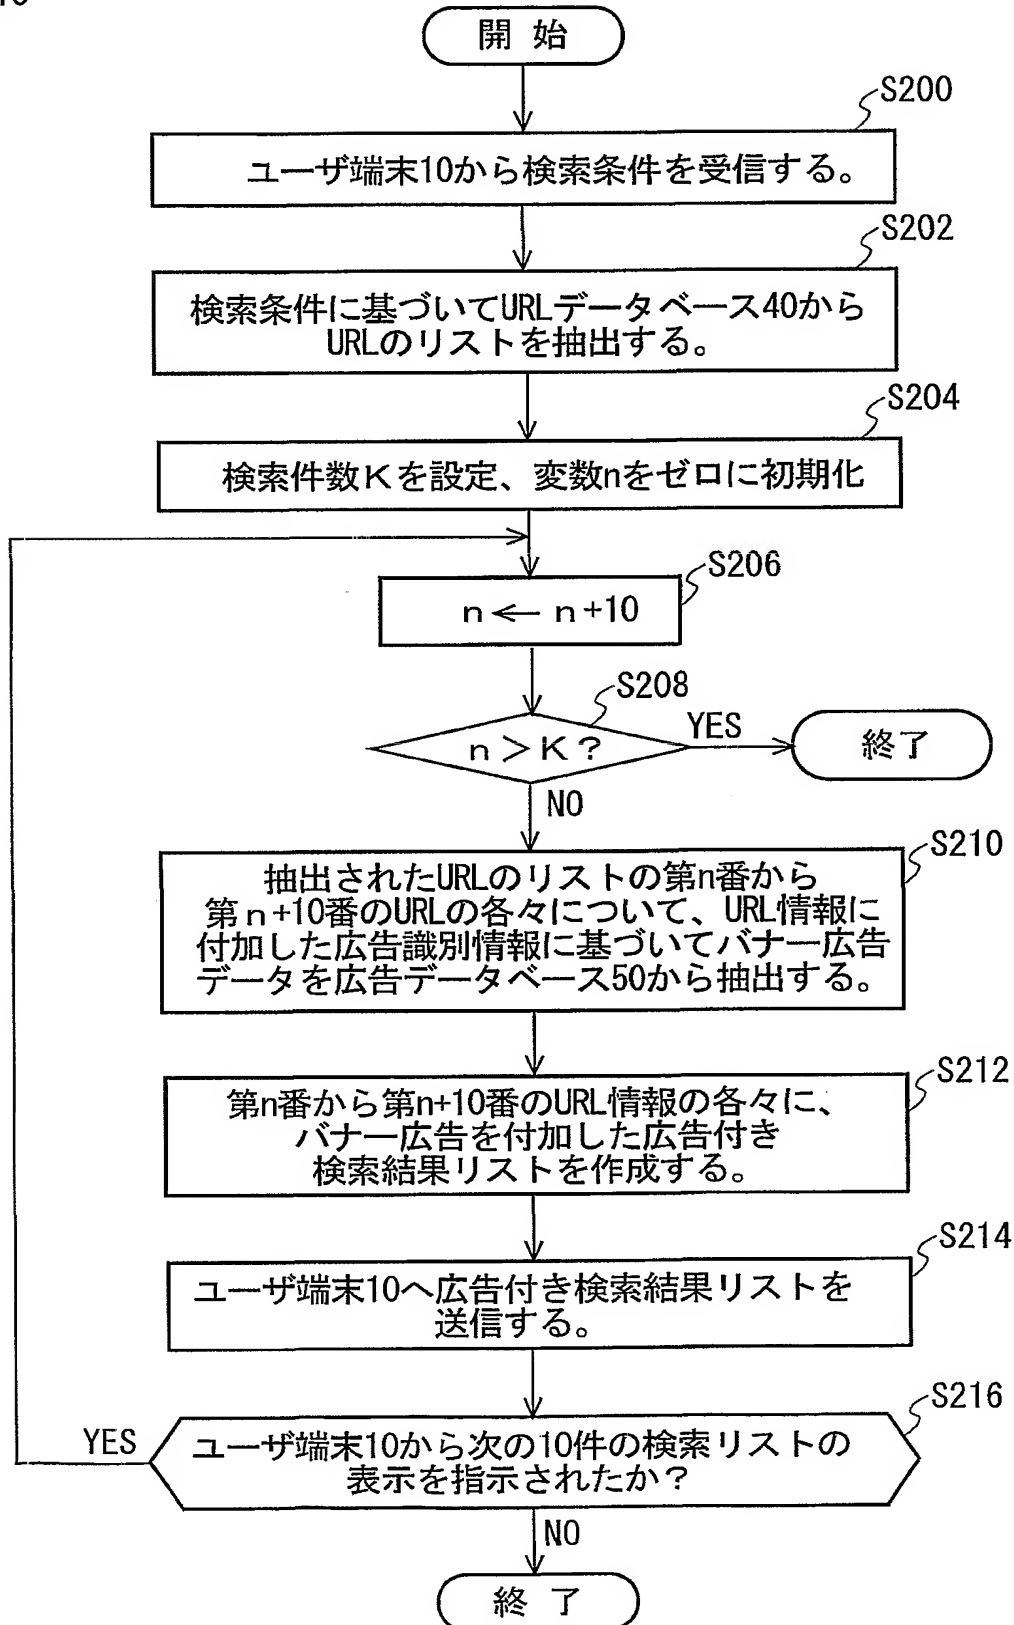 開 始
S200
ユーザ端末10から検索条件を受信する。
S202
検索条件に基づいてURLデータベース40から
URLのリストを抽出する。
S204
検索件数Kを設定、変数nをゼロに初期化
S206
n ← n+10
S208
n>K?
YES
終了
NO
S210
抽出されたURLのリストの第n番から
第n+10番のURLの各々について、URL情報に
付加した広告識別情報に基づいてバナー広告
データを広告データベース50から抽出する。
S212
第n番から第n+10番のURL情報の各々に、
バナー広告を付加した広告付き
検索結果リストを作成する。
S214
ユーザ端末10へ広告付き検索結果リストを
送信する。
S216
YES
ユーザ端末10から次の10件の検索リストの
表示を指示されたか?
NO
終 了